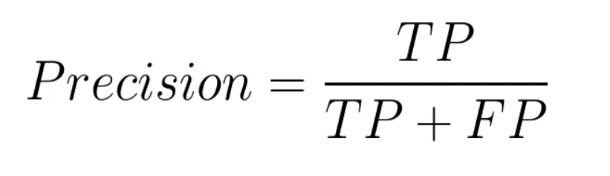 Precision = TP / TP + FP